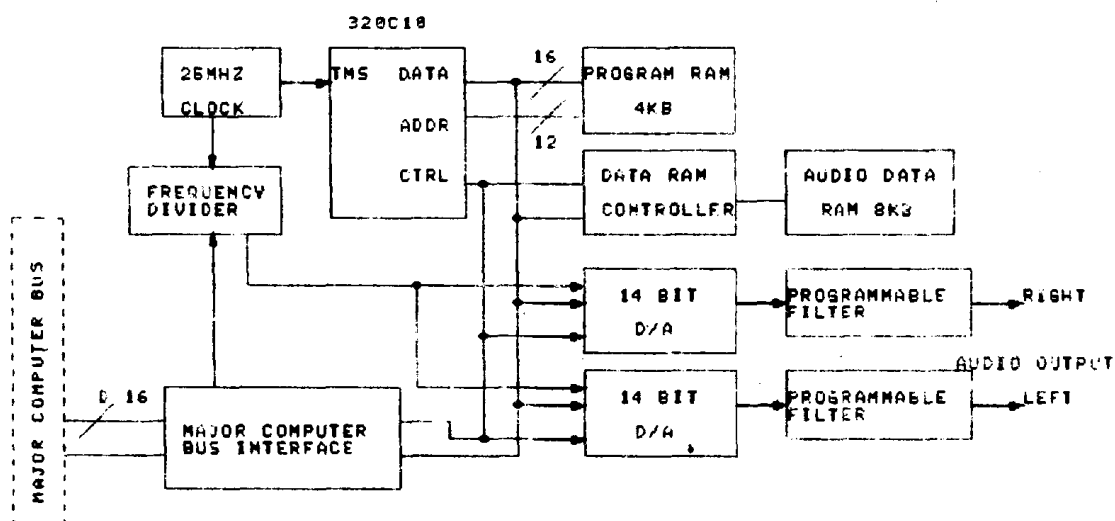 320C10
25MHZ
CLOCK
TMS DATA
ADDR
CTRL
16
12
PROGRAM RAM
4KB
FREQUENCY
DIVIDER
DATA RAM
CONTROLLER
AUDIO DATA
RAM 8KB
MAJOR COMPUTER BUS
14 BIT
D/A
PROGRAMMABLE
FILTER
RIGHT
AUDIO OUTPUT
14 BIT
D/A
PROGRAMMABLE
FILTER
LEFT
D 16
MAJOR COMPUTER
BUS INTERFACE